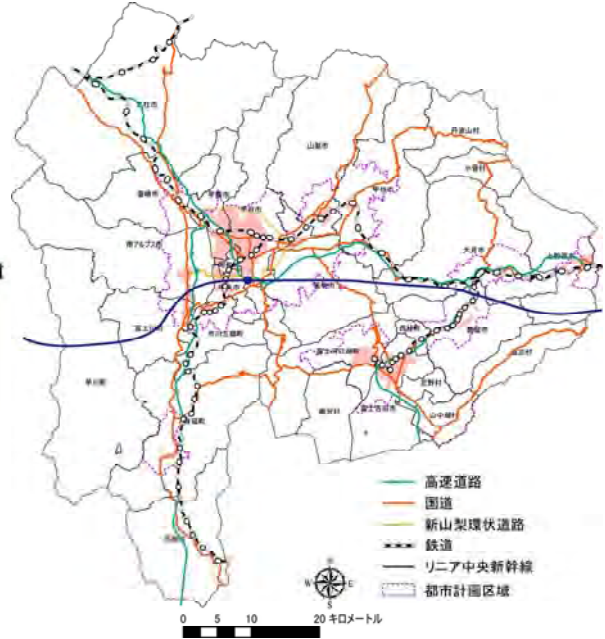 北杜市
山梨市
丹波山村
小菅村
韮崎市
甲斐市
甲府市
甲州市
南アルプス市
大月市
上野原市
中央市
笛吹市
富士川町
市川三郷町
西桂町
都留市
道志村
早川町
富士河口湖町
忍野村
身延町
鳴沢村
富士吉田市
山中湖村
南部町
高速道路
国道
新山梨環状道路
鉄道
リニア中央新幹線
都市計画区域
N
W
E
S
0 5 10 20 キロメートル